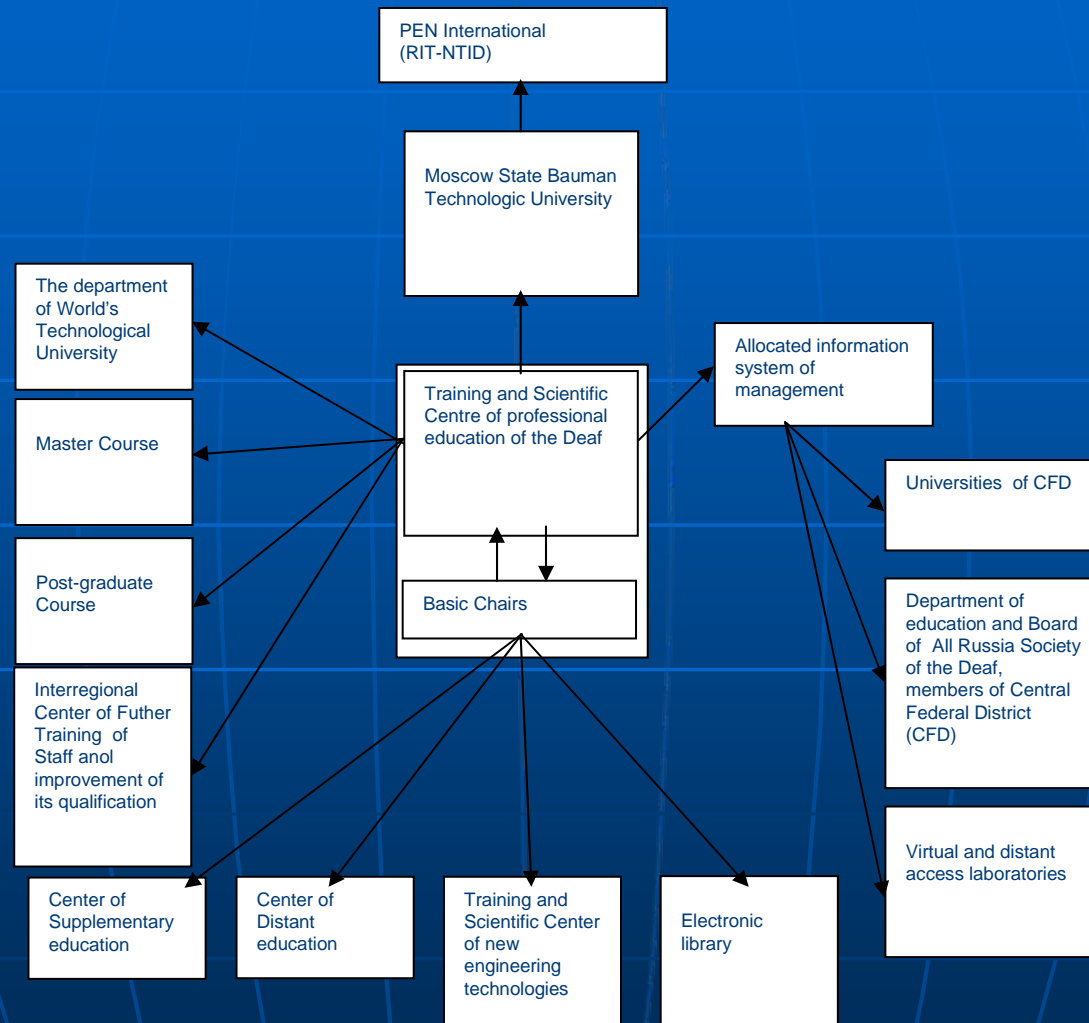 PEN International
(RIT-NTID)
Moscow State Bauman
Technologic University
The department
of World's
Technological
University
Master Course
Post-graduate
Course
Interregional
Center of Futher
Training of
Staff anol
improvement of
its qualification
Training and Scientific
Centre of professional
education of the Deaf
Basic Chairs
Allocated information
system of
management
Universities of CFD
Department of
education and Board
of All Russia Society
of the Deaf,
members of Central
Federal District
(CFD)
Virtual and distant
access laboratories
Center of
Supplementary
education
Center of
Distant
education
Training and
Scientific Center
of new
engineering
technologies
Electronic
library